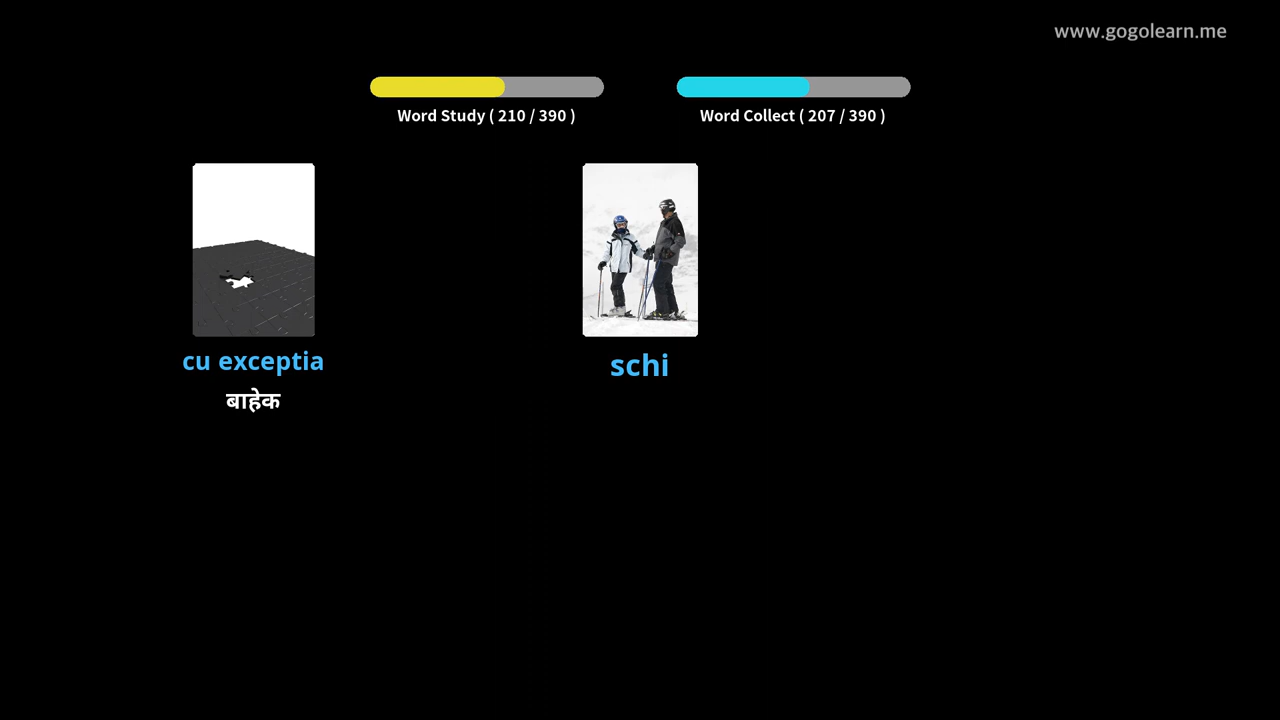 www.gogolearn.me
Word Study ( 210 / 390 )
Word Collect ( 207 / 390 )
cu exceptia
बाहेक
schi